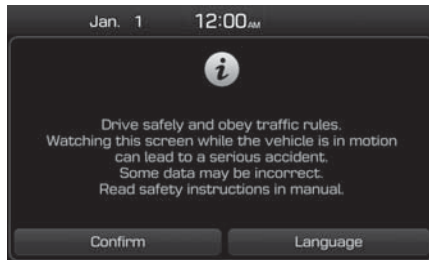 Jan. 1 12:00AM
i
Drive safely and obey traffic rules.
Watching this screen while the vehicle is in motion
can lead to a serious accident.
Some data may be incorrect.
Read safety instructions in manual.
Confirm Language